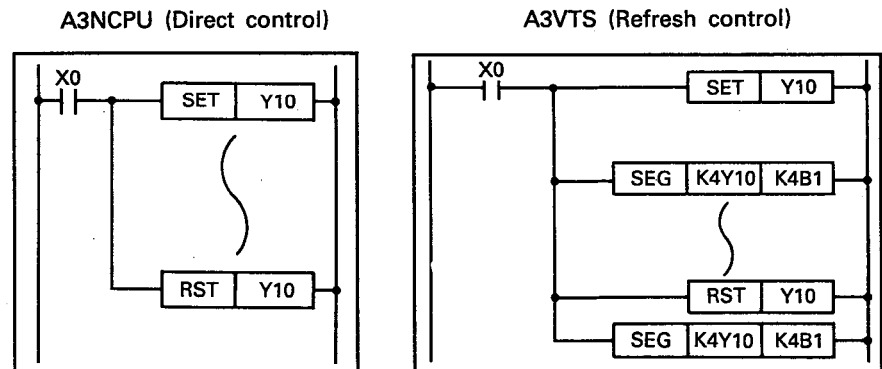 A3NCPU (Direct control)
X0
SET Y10
RST Y10
A3VTS (Refresh control)
X0
SET Y10
SEG K4Y10 K4B1
RST Y10
SEG K4Y10 K4B1